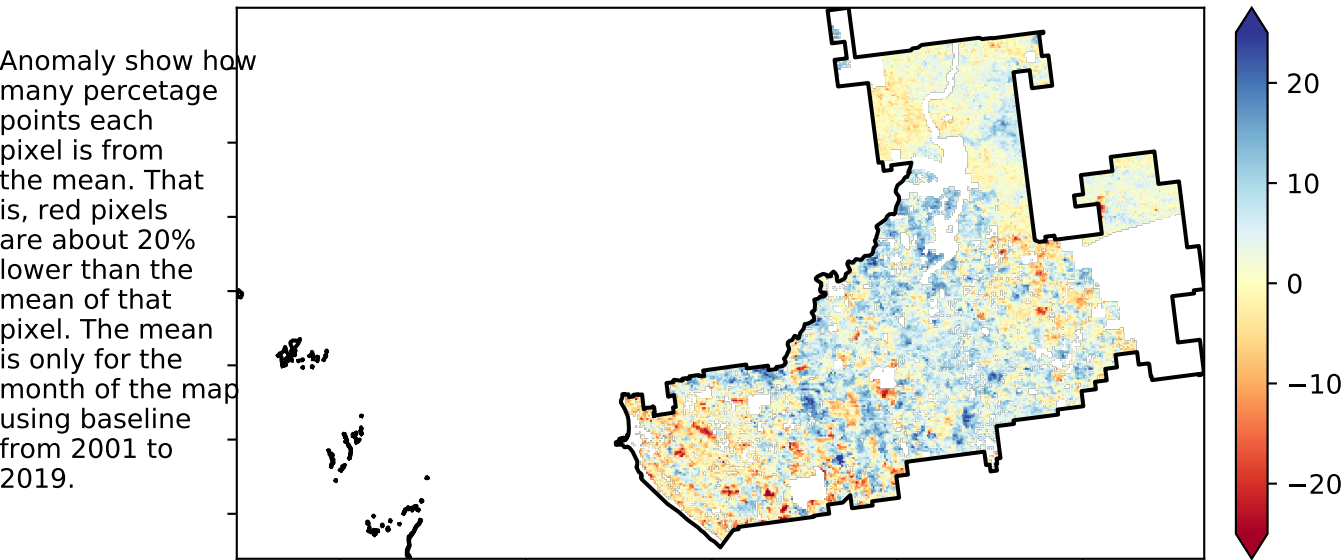 Anomaly show how
many percetage
points each
pixel is from
the mean. That
is, red pixels
are about 20%
lower than the
mean of that
pixel. The mean
is only for the
month of the map
using baseline
from 2001 to
2019.
20
10
0
−10
−20